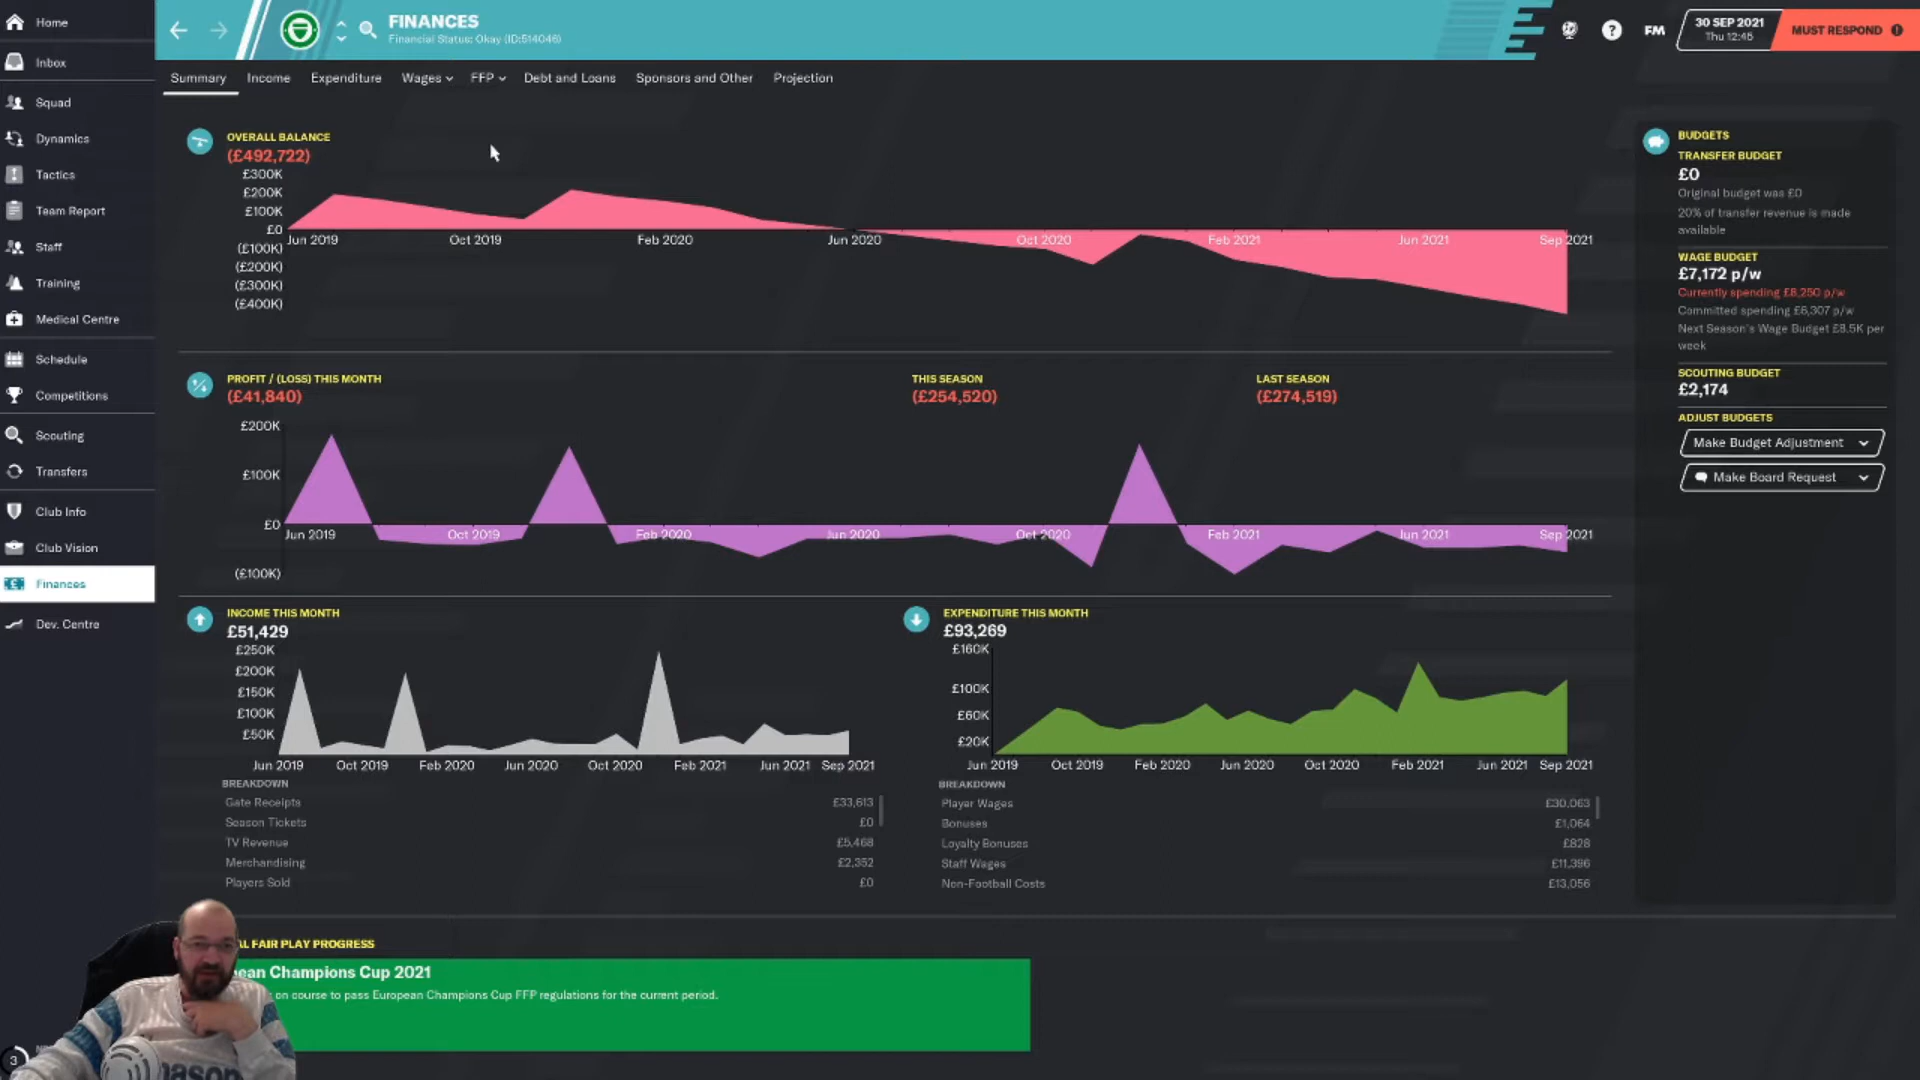 Home
Inbox
Squad
Dynamics
Tactics
Team Report
Staff
Training
Medical Centre
Schedule
Competitions
Scouting
Transfers
Club Info
Club Vision
Finances
Dev. Centre
3
FINANCES
Financial Status: Okay (ID:514046)
FM
30 SEP 2021
Thu 12:45
MUST RESPOND
Summary Income Expenditure Wages FFP Debt and Loans Sponsors and Other Projection
OVERALL BALANCE
(£492,722)
£300K
£200K
£100K
£0
(£100K)
(£200K)
(£300K)
(£400K)
Jun 2019 Oct 2019 Feb 2020 Jun 2020 Oct 2020 Feb 2021 Jun 2021 Sep 2021
PROFIT / (LOSS) THIS MONTH
(£41,840)
THIS SEASON
(£254,520)
LAST SEASON
(£274,519)
£200K
£100K
£0
(£100K)
Jun 2019 Oct 2019 Feb 2020 Jun 2020 Oct 2020 Feb 2021 Jun 2021 Sep 2021
INCOME THIS MONTH
£51,429
£250K
£200K
£150K
£100K
£50K
Jun 2019 Oct 2019 Feb 2020 Jun 2020 Oct 2020 Feb 2021 Jun 2021 Sep 2021
BREAKDOWN
Gate Receipts £33,613
Season Tickets £0
TV Revenue £5,468
Merchandising £2,352
Players Sold £0
EXPENDITURE THIS MONTH
£93,269
£160K
£100K
£60K
£20K
Jun 2019 Oct 2019 Feb 2020 Jun 2020 Oct 2020 Feb 2021 Jun 2021 Sep 2021
BREAKDOWN
Player Wages £30,063
Bonuses £1,064
Loyalty Bonuses £828
Staff Wages £11,396
Non-Football Costs £13,056
AL FAIR PLAY PROGRESS
ean Champions Cup 2021
on course to pass European Champions Cup FFP regulations for the current period.
BUDGETS
TRANSFER BUDGET
£0
Original budget was £0
20% of transfer revenue is made
available
WAGE BUDGET
£7,172 p/w
Currently spending £8,250 p/w
Committed spending £6,307 p/w
Next Season's Wage Budget £8.5K per
week
SCOUTING BUDGET
£2,174
ADJUST BUDGETS
Make Budget Adjustment
Make Board Request